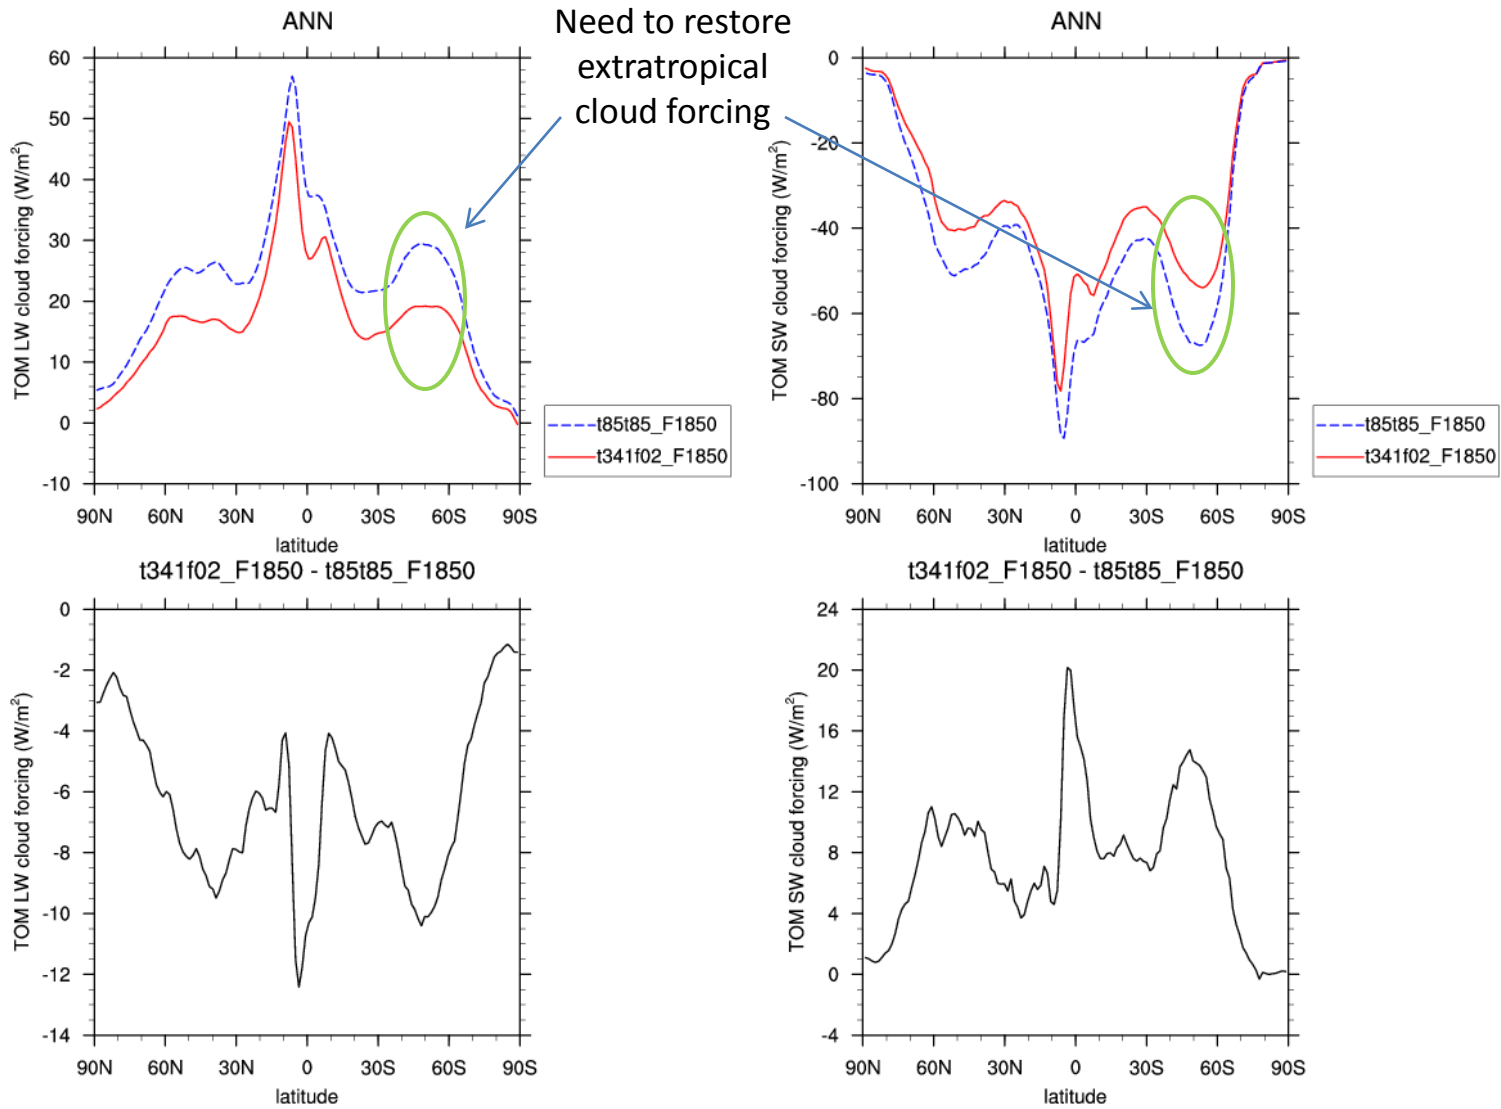 Need to restore
extratropical
cloud forcing
ANN
60
50
40
30
20
10
0
-10
TOM LW cloud forcing (W/m²)
90N 60N 30N 0 30S 60S 90S
latitude
t85t85_F1850
t341f02_F1850
ANN
0
-20
-40
-60
-80
-100
TOM SW cloud forcing (W/m²)
90N 60N 30N 0 30S 60S 90S
latitude
t85t85_F1850
t341f02_F1850
t341f02_F1850 - t85t85_F1850
0
-2
-4
-6
-8
-10
-12
-14
TOM LW cloud forcing (W/m²)
90N 60N 30N 0 30S 60S 90S
latitude
t341f02_F1850 - t85t85_F1850
24
20
16
12
8
4
0
-4
TOM SW cloud forcing (W/m²)
90N 60N 30N 0 30S 60S 90S
latitude